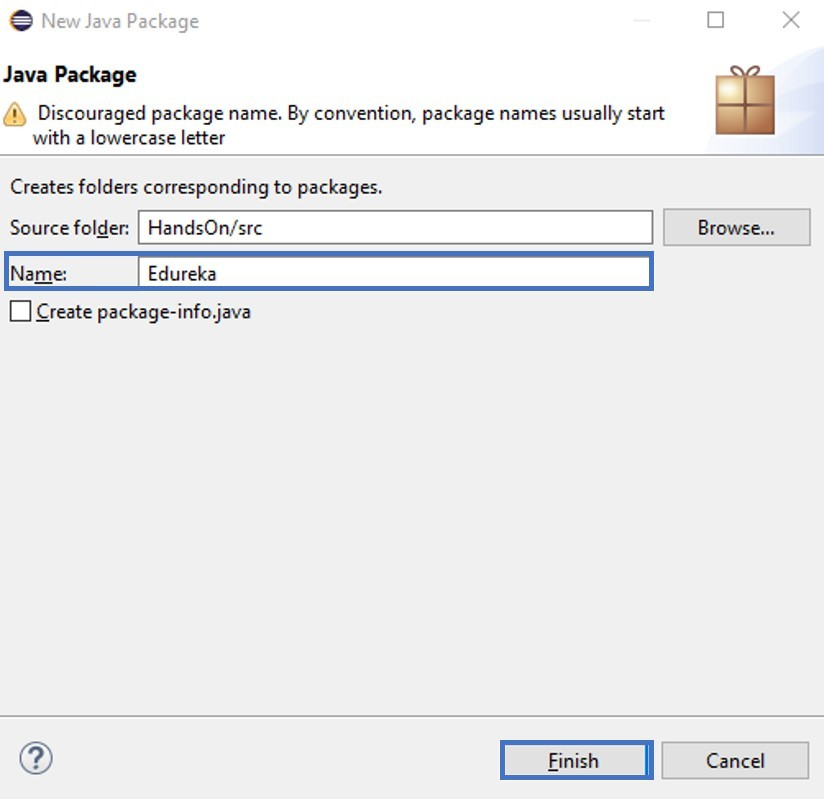 New Java Package
Java Package
Discouraged package name. By convention, package names usually start
with a lowercase letter
Creates folders corresponding to packages.
Source folder: HandsOn/src Browse...
Name: Edureka
Create package-info.java
? Finish Cancel